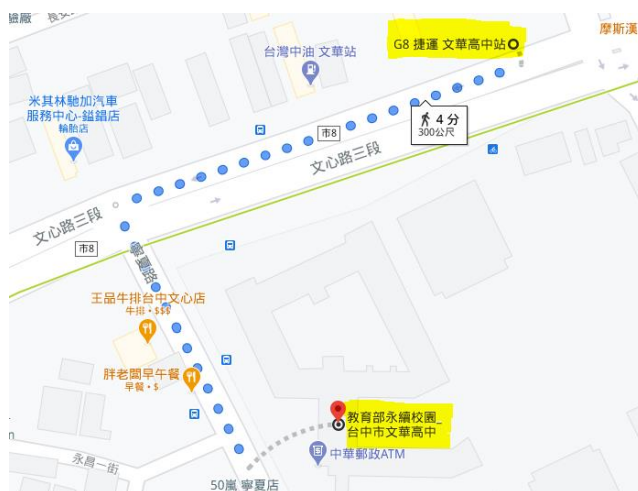 長安
驗廠
摩斯漢
G8 捷運 文華高中站
台灣中油 文華站
米其林馳加汽車
服務中心-鎰錩店
輪胎店
4 分
300公尺
市8
文心路三段
文心路三段
市8
寧夏路
王品牛排台中文心店
牛排・$$$
胖老闆早午餐
早餐・$
教育部永續校園_
台中市文華高中
中華郵政ATM
n
永昌一街
50嵐 寧夏店